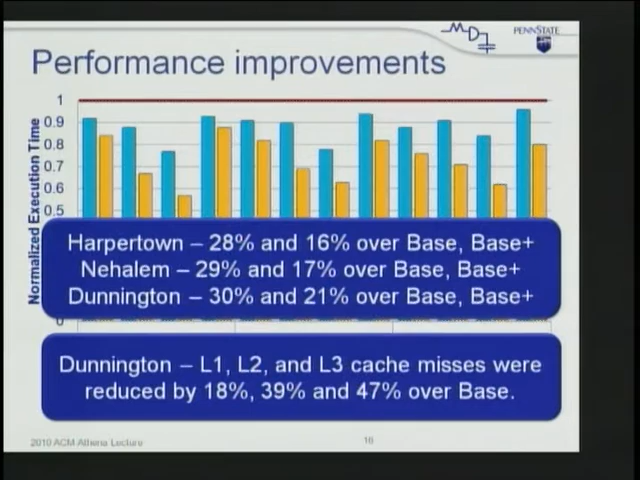 PENNSTATE
Performance improvements
1
0.9
0.8
0.7
0.6
0.5
0
Normalized Execution Time
Harpertown – 28% and 16% over Base, Base+
Nehalem – 29% and 17% over Base, Base+
Dunnington – 30% and 21% over Base, Base+
Dunnington – L1, L2, and L3 cache misses were
reduced by 18%, 39% and 47% over Base.
2010 ACM Athena Lecture
16